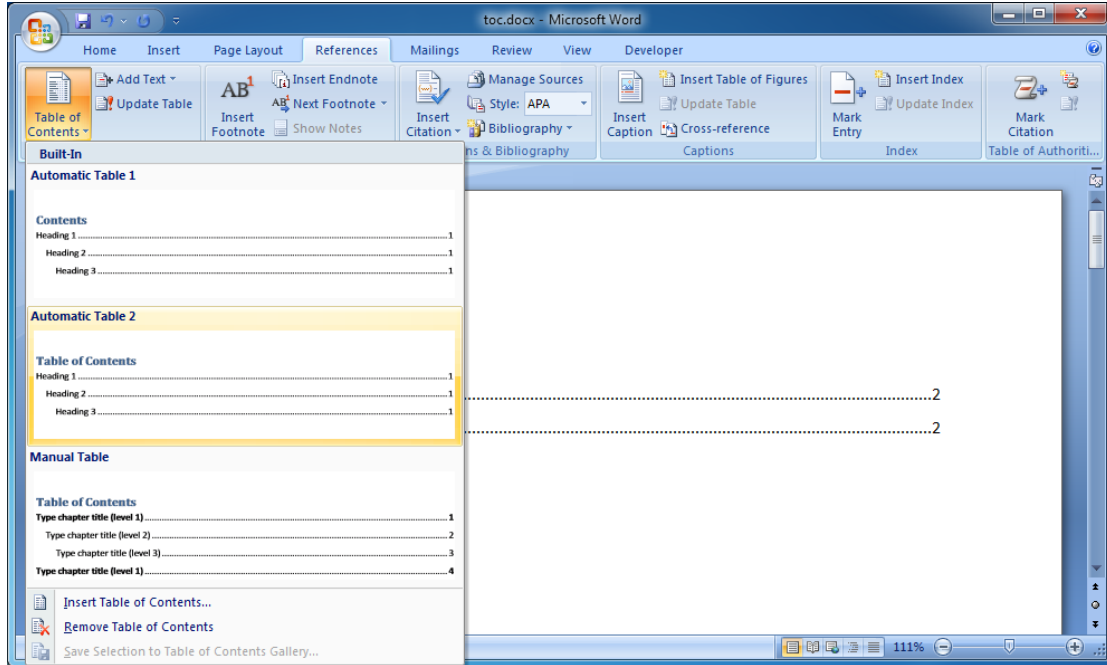 toc.docx - Microsoft Word
Home Insert Page Layout References Mailings Review View Developer
Table of Contents
Add Text
Update Table
AB1
Insert Footnote
Insert Endnote
AB1 Next Footnote
Show Notes
Insert Citation
Manage Sources
Style: APA
Bibliography
ns & Bibliography
Insert Caption
Insert Table of Figures
Update Table
Cross-reference
Captions
Mark Entry
Insert Index
Update Index
Index
Mark Citation
Table of Authoriti...
Built-In
Automatic Table 1
Contents
Heading 1........1
Heading 2........1
Heading 3........1
Automatic Table 2
Table of Contents
Heading 1........1
Heading 2........1
Heading 3........1
Manual Table
Table of Contents
Type chapter title (level 1)........1
Type chapter title (level 2)........2
Type chapter title (level 3)........3
Type chapter title (level 1)........4
Insert Table of Contents...
Remove Table of Contents
Save Selection to Table of Contents Gallery...
........2
........2
111%